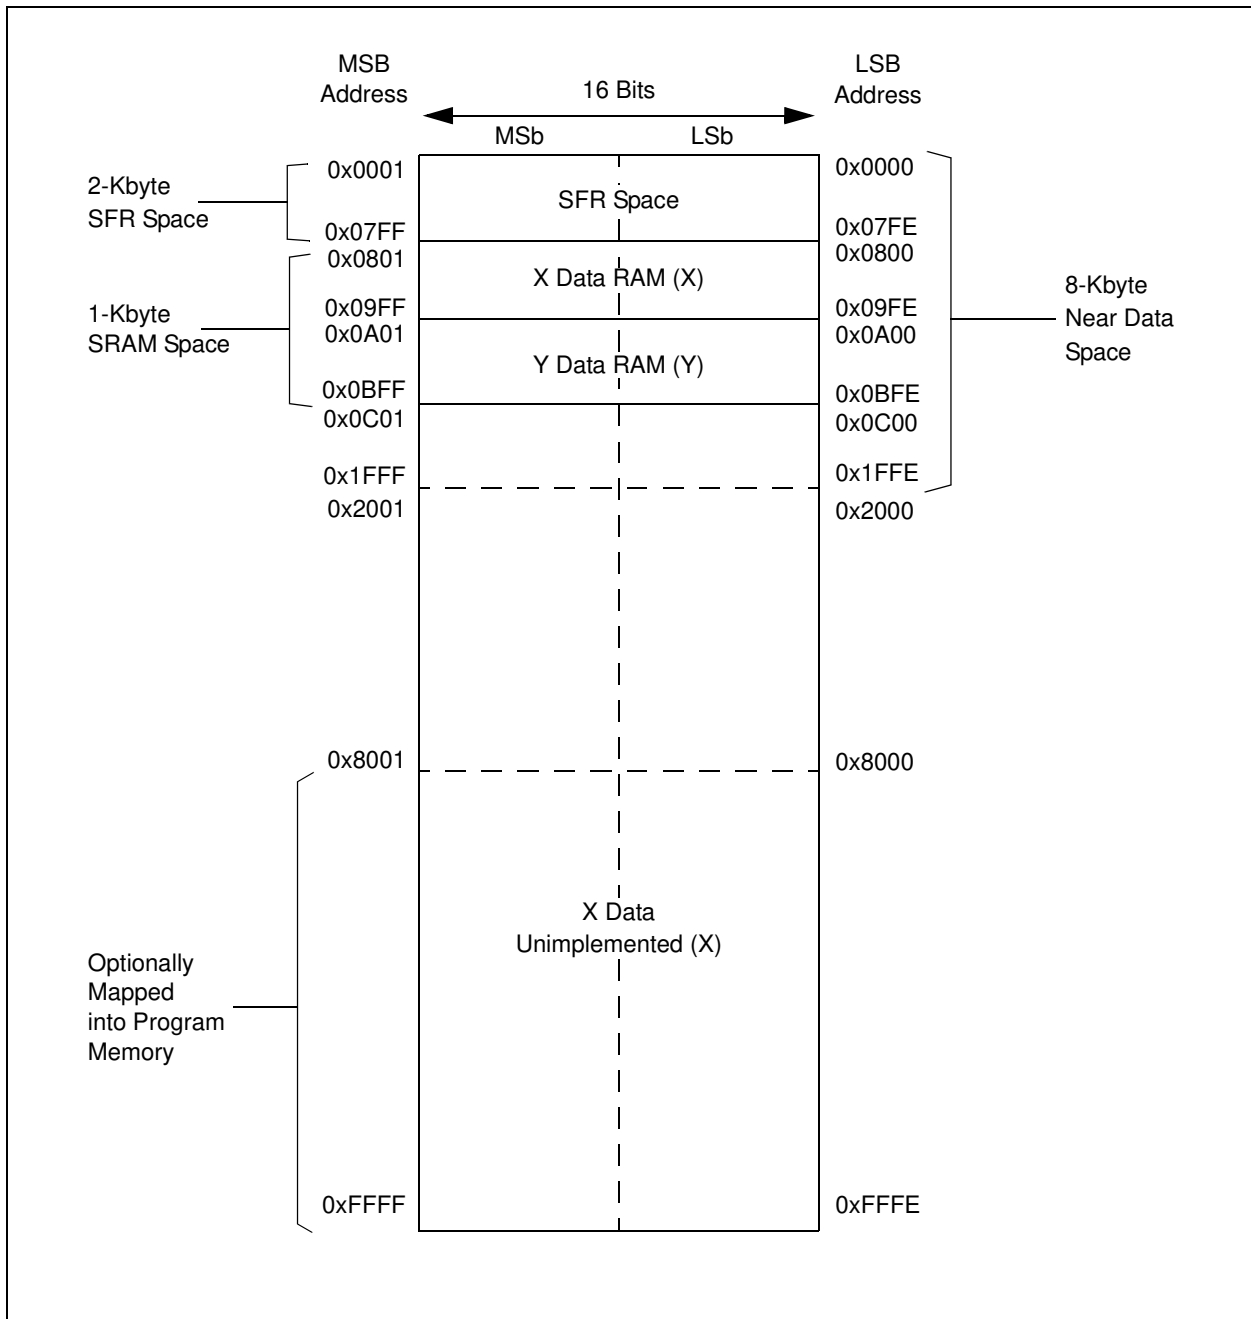 MSB
Address
16 Bits
LSB
Address
MSb
LSb
2-Kbyte
SFR Space
0x0001
0x07FF
SFR Space
0x0000
0x07FE
1-Kbyte
SRAM Space
0x0801
0x09FF
X Data RAM (X)
0x0800
0x09FE
0x0A01
0x0BFF
Y Data RAM (Y)
0x0A00
0x0BFE
8-Kbyte
Near Data
Space
0x0C01
0x0C00
0x1FFF
0x1FFE
0x2001
0x2000
0x8001
0x8000
X Data
Unimplemented (X)
Optionally
Mapped
into Program
Memory
0xFFFF
0xFFFE